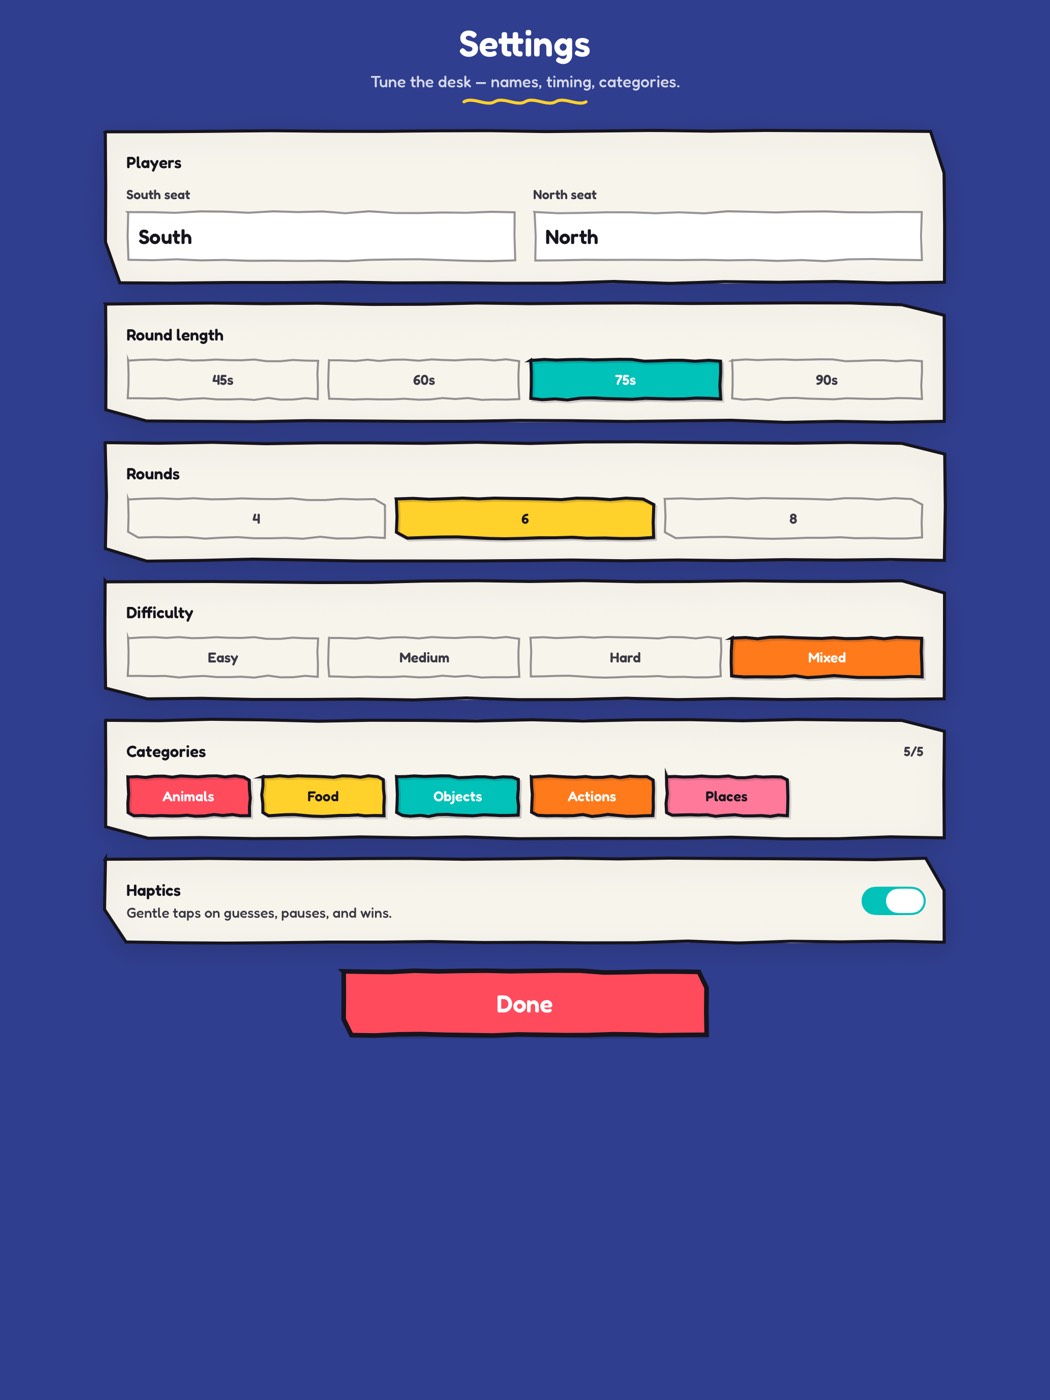 Settings
Tune the desk — names, timing, categories.
Players
South seat
North seat
South
North
Round length
45s
60s
75s
90s
Rounds
4
6
8
Difficulty
Easy
Medium
Hard
Mixed
Categories
5/5
Animals
Food
Objects
Actions
Places
Haptics
Gentle taps on guesses, pauses, and wins.
Done